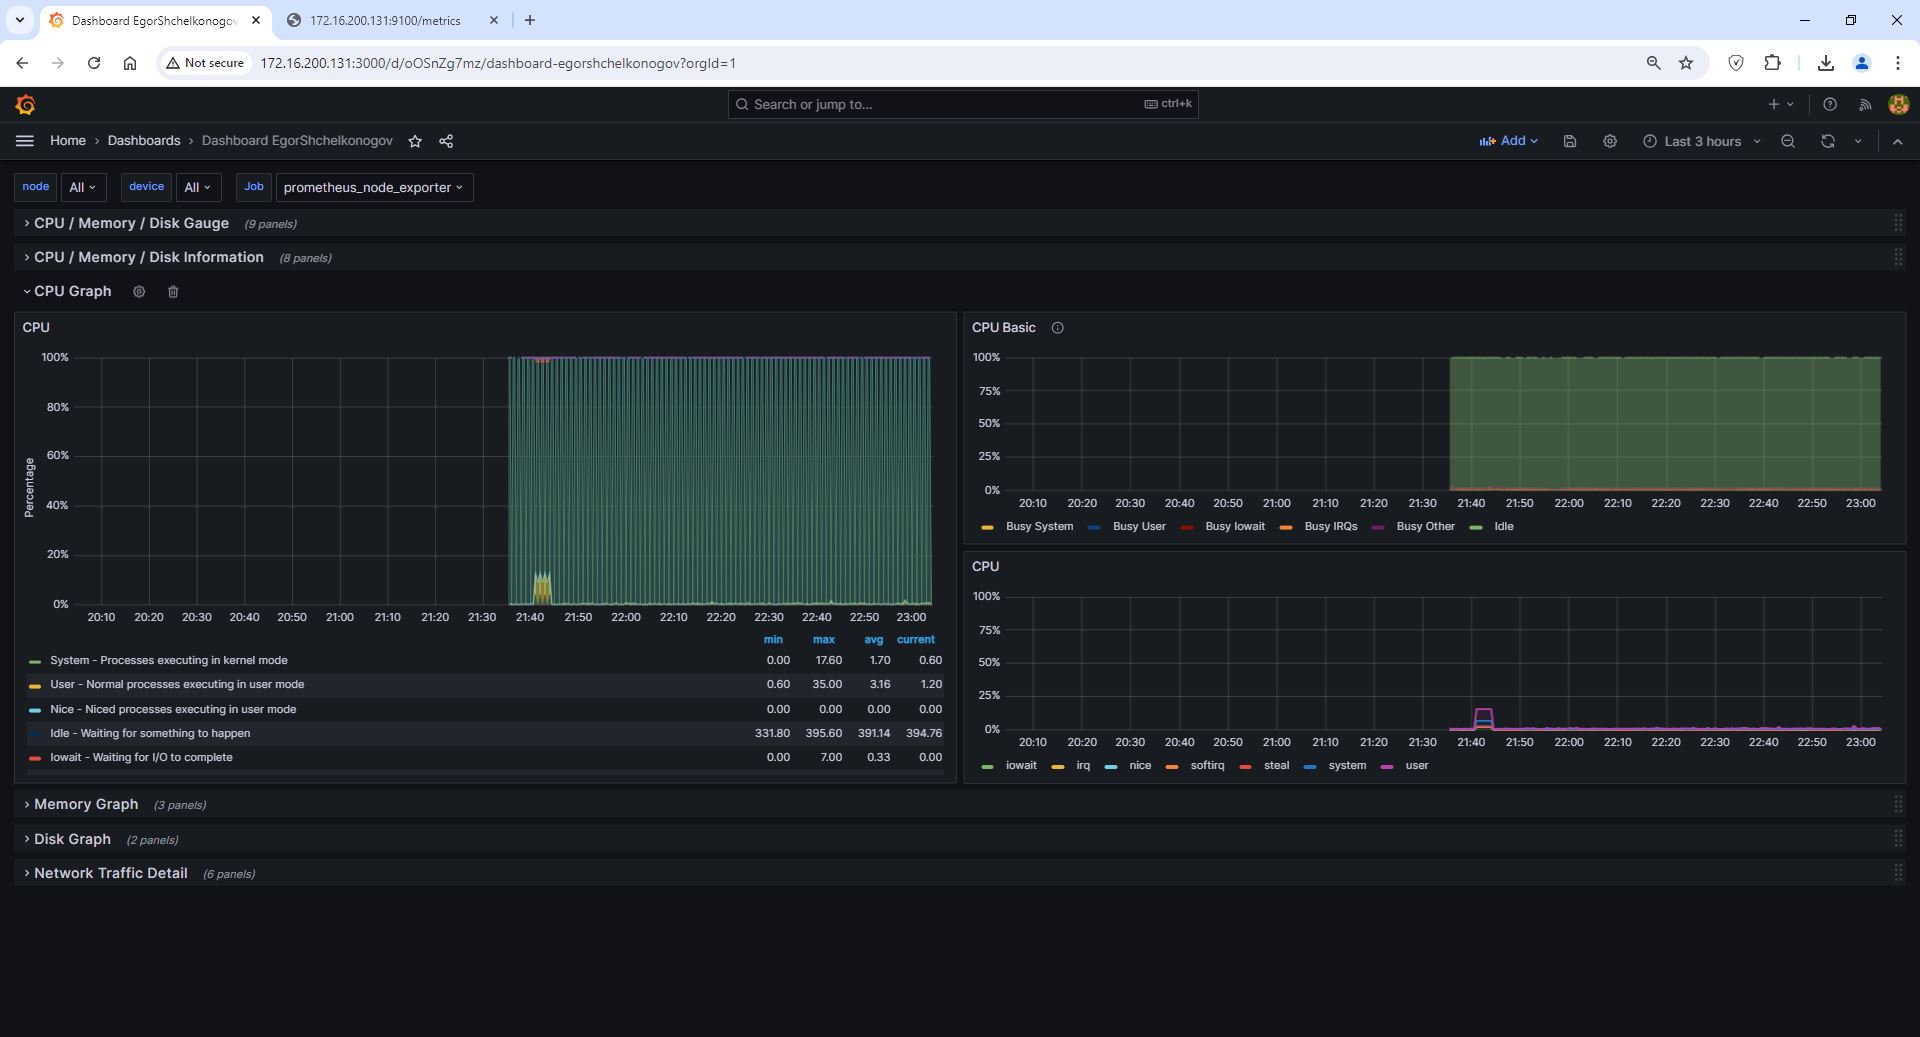 Dashboard EgorShchelkonogov
172.16.200.131:9100/metrics
Not secure
172.16.200.131:3000/d/oOSnZg7mz/dashboard-egorshchelkonogov?orgId=1
Search or jump to...
ctrl+k
Home › Dashboards › Dashboard EgorShchelkonogov
Add
Last 3 hours
node All device All Job prometheus_node_exporter
CPU / Memory / Disk Gauge (9 panels)
CPU / Memory / Disk Information (8 panels)
CPU Graph
CPU
Percentage
100%
80%
60%
40%
20%
0%
20:10 20:20 20:30 20:40 20:50 21:00 21:10 21:20 21:30 21:40 21:50 22:00 22:10 22:20 22:30 22:40 22:50 23:00
min max avg current
System - Processes executing in kernel mode 0.00 17.60 1.70 0.60
User - Normal processes executing in user mode 0.60 35.00 3.16 1.20
Nice - Niced processes executing in user mode 0.00 0.00 0.00 0.00
Idle - Waiting for something to happen 331.80 395.60 391.14 394.76
Iowait - Waiting for I/O to complete 0.00 7.00 0.33 0.00
CPU Basic
100%
75%
50%
25%
0%
20:10 20:20 20:30 20:40 20:50 21:00 21:10 21:20 21:30 21:40 21:50 22:00 22:10 22:20 22:30 22:40 22:50 23:00
Busy System Busy User Busy Iowait Busy IRQs Busy Other Idle
CPU
100%
75%
50%
25%
0%
20:10 20:20 20:30 20:40 20:50 21:00 21:10 21:20 21:30 21:40 21:50 22:00 22:10 22:20 22:30 22:40 22:50 23:00
iowait irq nice softirq steal system user
Memory Graph (3 panels)
Disk Graph (2 panels)
Network Traffic Detail (6 panels)